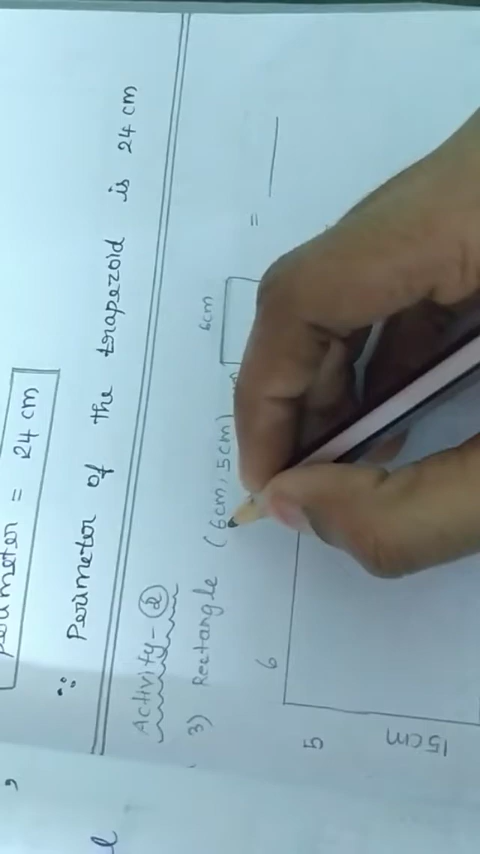 Perimeter = 24 cm
∴ Perimeter of the trapezoid is 24 cm
Activity-②
3) Rectangle (6cm, 5cm)
6cm
= ____
6
5
15cm